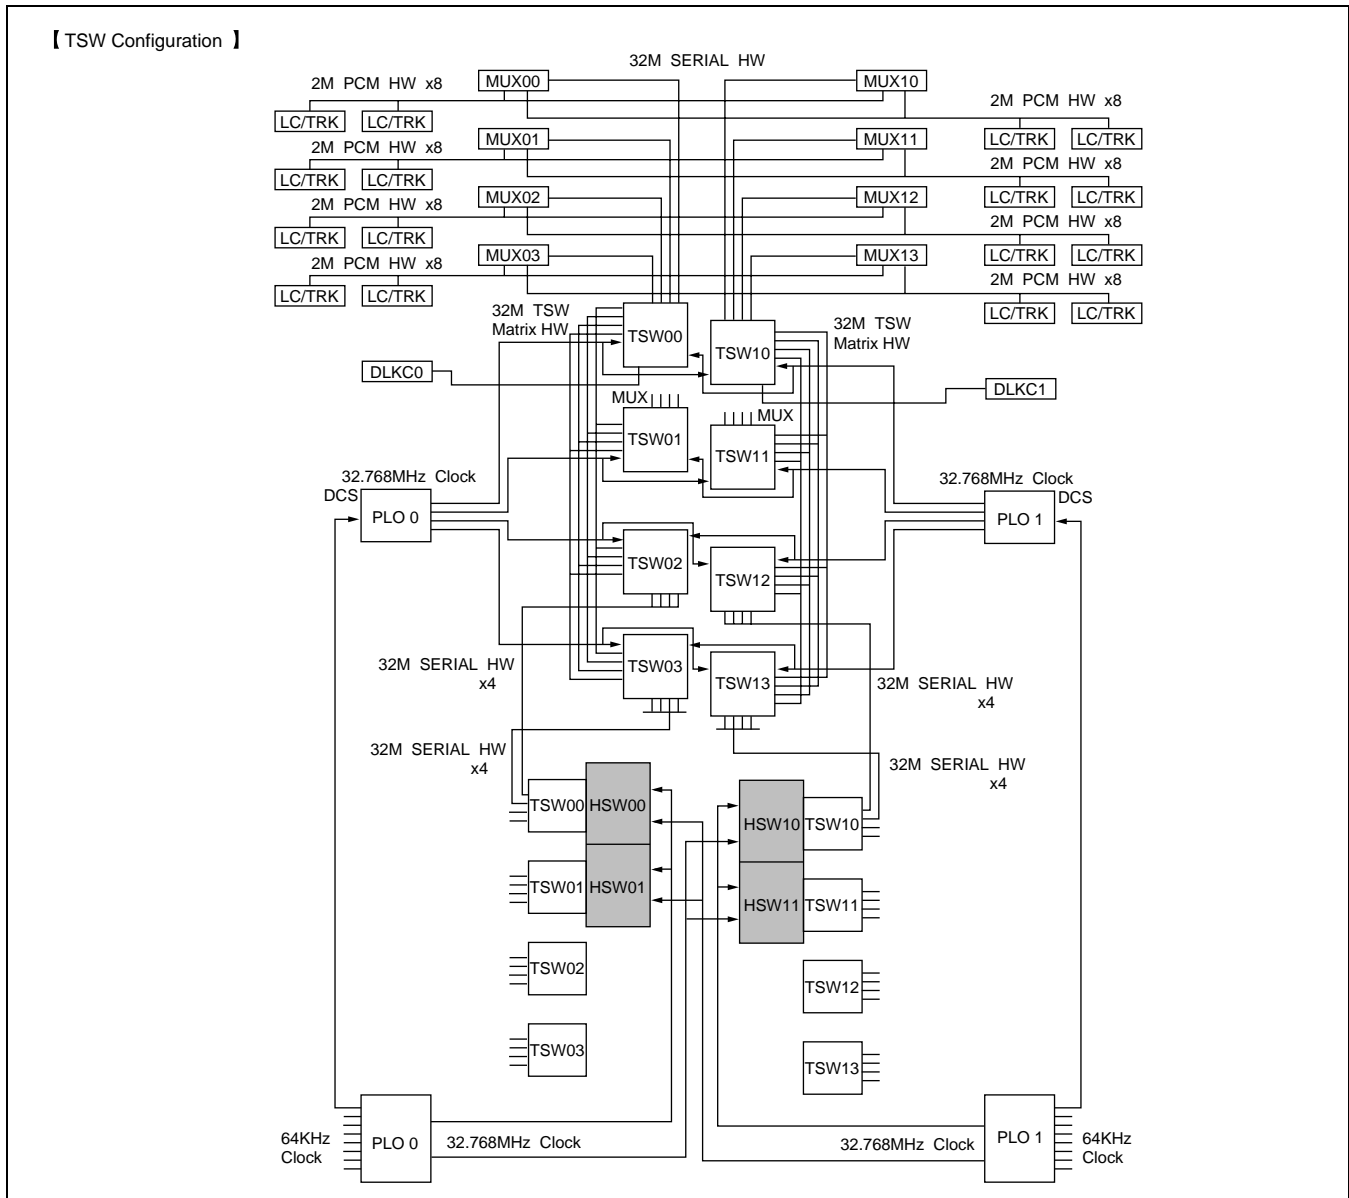 【 TSW Configuration 】
32M SERIAL HW
2M PCM HW x8
MUX00
MUX10
2M PCM HW x8
LC/TRK LC/TRK
LC/TRK LC/TRK
2M PCM HW x8
MUX01
MUX11
2M PCM HW x8
LC/TRK LC/TRK
LC/TRK LC/TRK
2M PCM HW x8
MUX02
MUX12
2M PCM HW x8
LC/TRK LC/TRK
LC/TRK LC/TRK
2M PCM HW x8
MUX03
MUX13
2M PCM HW x8
LC/TRK LC/TRK
LC/TRK LC/TRK
32M TSW
Matrix HW
TSW00
TSW10
32M TSW
Matrix HW
DLKC0
DLKC1
MUX
MUX
TSW01
TSW11
32.768MHz Clock
DCS
PLO 0
32.768MHz Clock
DCS
PLO 1
TSW02
TSW12
TSW03
TSW13
32M SERIAL HW
x4
32M SERIAL HW
x4
32M SERIAL HW
x4
32M SERIAL HW
x4
TSW00
HSW00
HSW10
TSW10
TSW01
HSW01
HSW11
TSW11
TSW02
TSW12
TSW03
TSW13
64KHz
Clock
PLO 0
32.768MHz Clock
32.768MHz Clock
PLO 1
64KHz
Clock